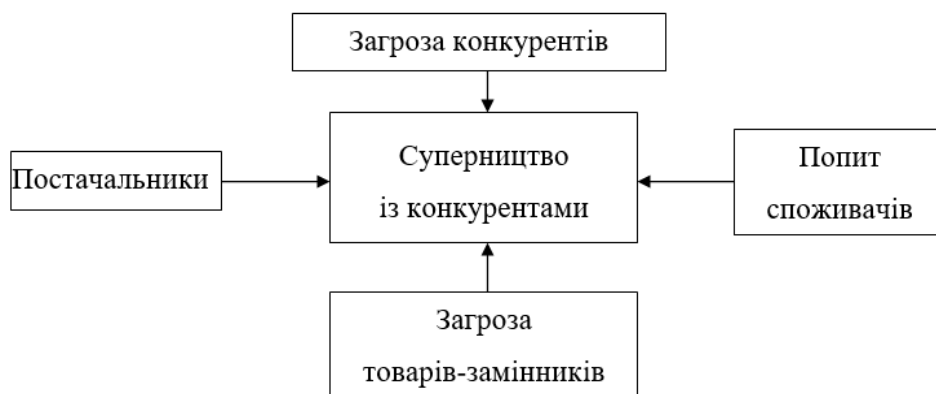 Загроза конкурентів
Постачальники
Суперництво
із конкурентами
Попит
споживачів
Загроза
товарів-замінників